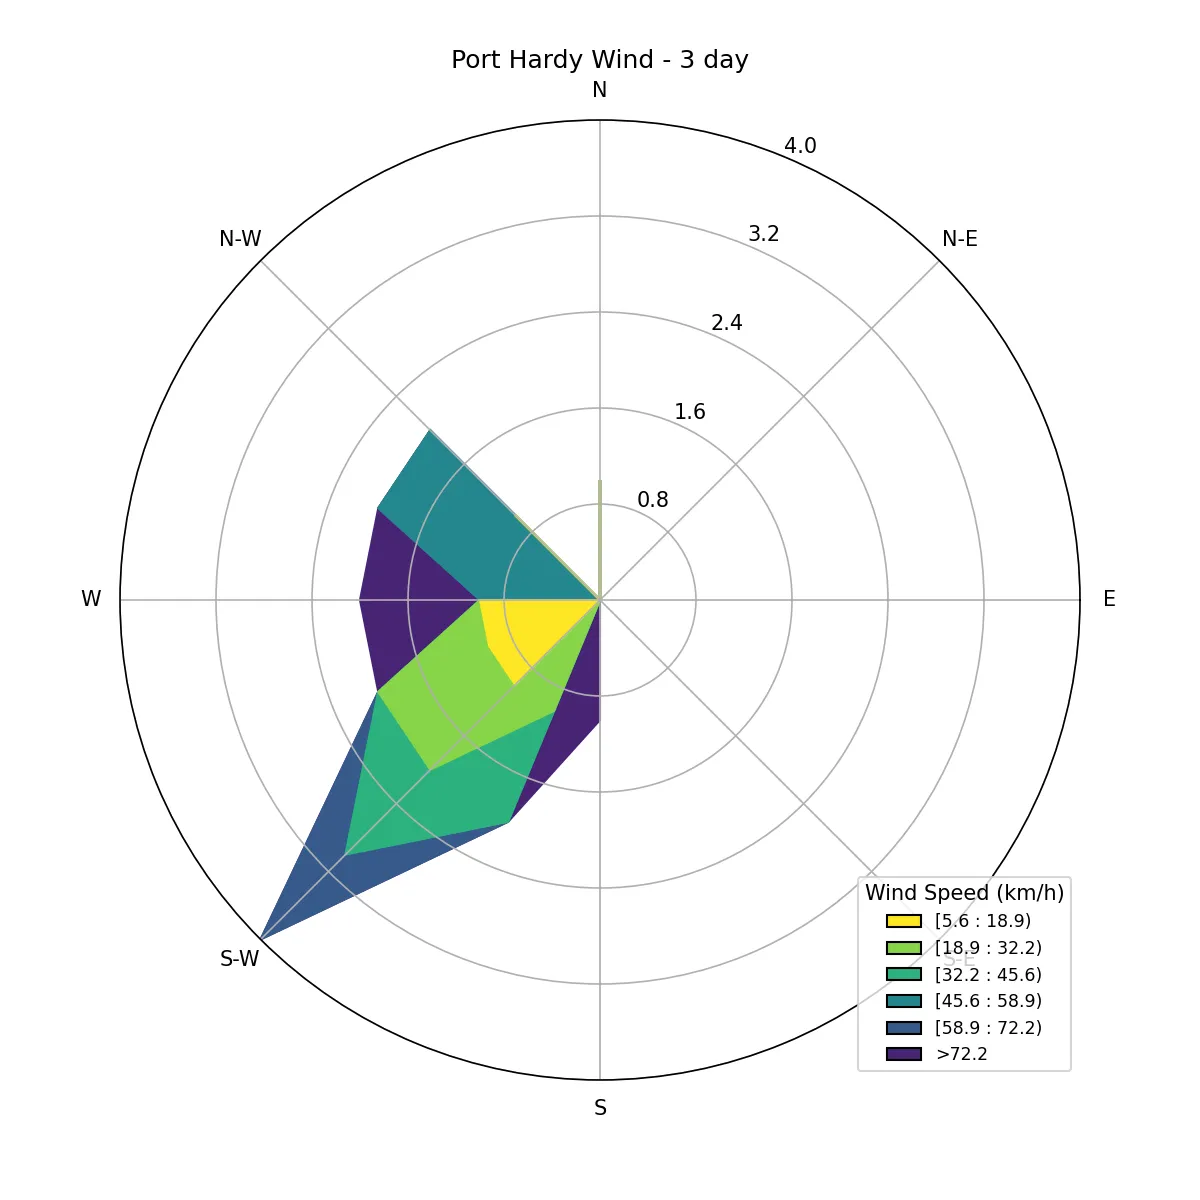 Port Hardy Wind - 3 day
N
4.0
N-W
3.2
N-E
2.4
1.6
0.8
W
E
S-W
S-E
S
Wind Speed (km/h)
[5.6 : 18.9)
[18.9 : 32.2)
[32.2 : 45.6)
[45.6 : 58.9)
[58.9 : 72.2)
>72.2